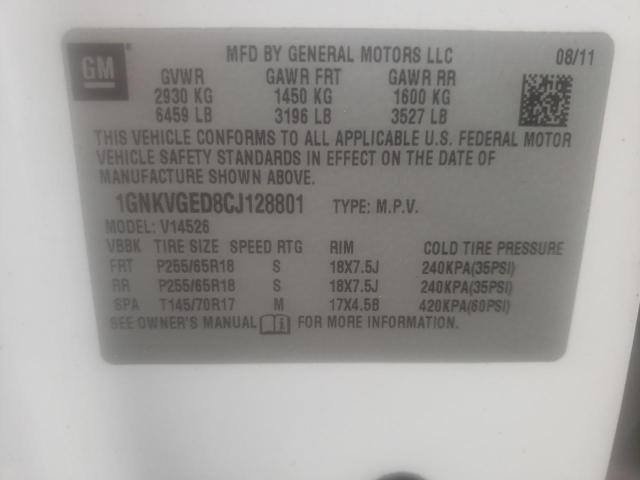 GM
MFD BY GENERAL MOTORS LLC 08/11
GVWR GAWR FRT GAWR RR
2930 KG 1450 KG 1600 KG
6459 LB 3196 LB 3527 LB
THIS VEHICLE CONFORMS TO ALL APPLICABLE U.S. FEDERAL MOTOR
VEHICLE SAFETY STANDARDS IN EFFECT ON THE DATE OF
MANUFACTURE SHOWN ABOVE.
1GNKVGED8CJ128801 TYPE: M.P.V.
MODEL: V14526
VBBK TIRE SIZE SPEED RTG RIM COLD TIRE PRESSURE
FRT P255/65R18 S 18X7.5J 240KPA(35PSI)
RR P255/65R18 S 18X7.5J 240KPA(35PSI)
SPA T145/70R17 M 17X4.5B 420KPA(60PSI)
SEE OWNER'S MANUAL FOR MORE INFORMATION.